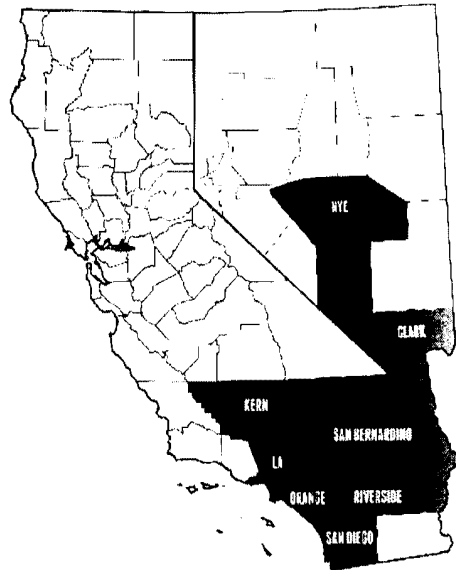 NYE
CLARK
KERN
SAN BERNARDINO
LA
ORANGE RIVERSIDE
SAN DIEGO